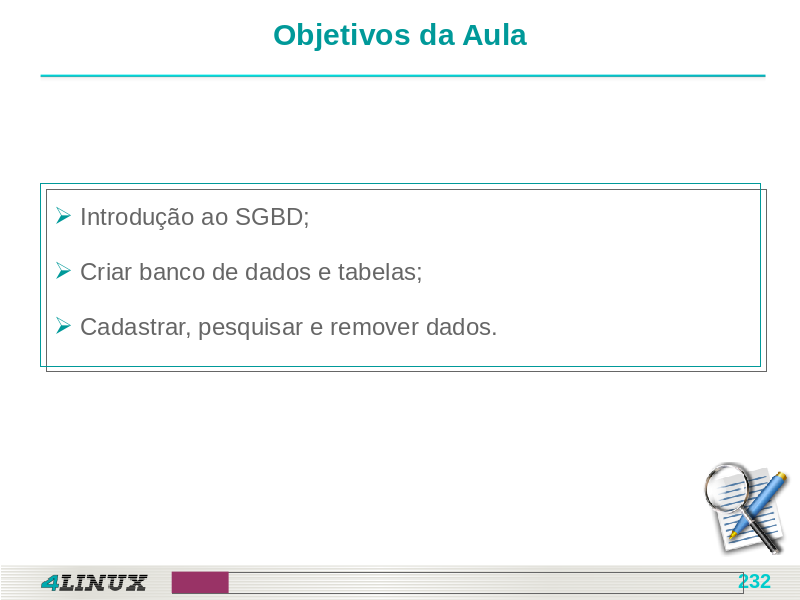 Objetivos da Aula
Introdução ao SGBD;
Criar banco de dados e tabelas;
Cadastrar, pesquisar e remover dados.
4LINUX
232